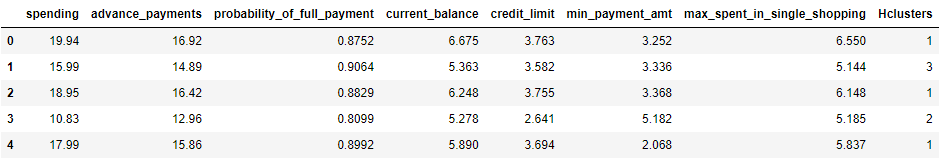 spending advance_payments probability_of_full_payment current_balance credit_limit min_payment_amt max_spent_in_single_shopping Hclusters
0 19.94 16.92 0.8752 6.675 3.763 3.252 6.550 1
1 15.99 14.89 0.9064 5.363 3.582 3.336 5.144 3
2 18.95 16.42 0.8829 6.248 3.755 3.368 6.148 1
3 10.83 12.96 0.8099 5.278 2.641 5.182 5.185 2
4 17.99 15.86 0.8992 5.890 3.694 2.068 5.837 1